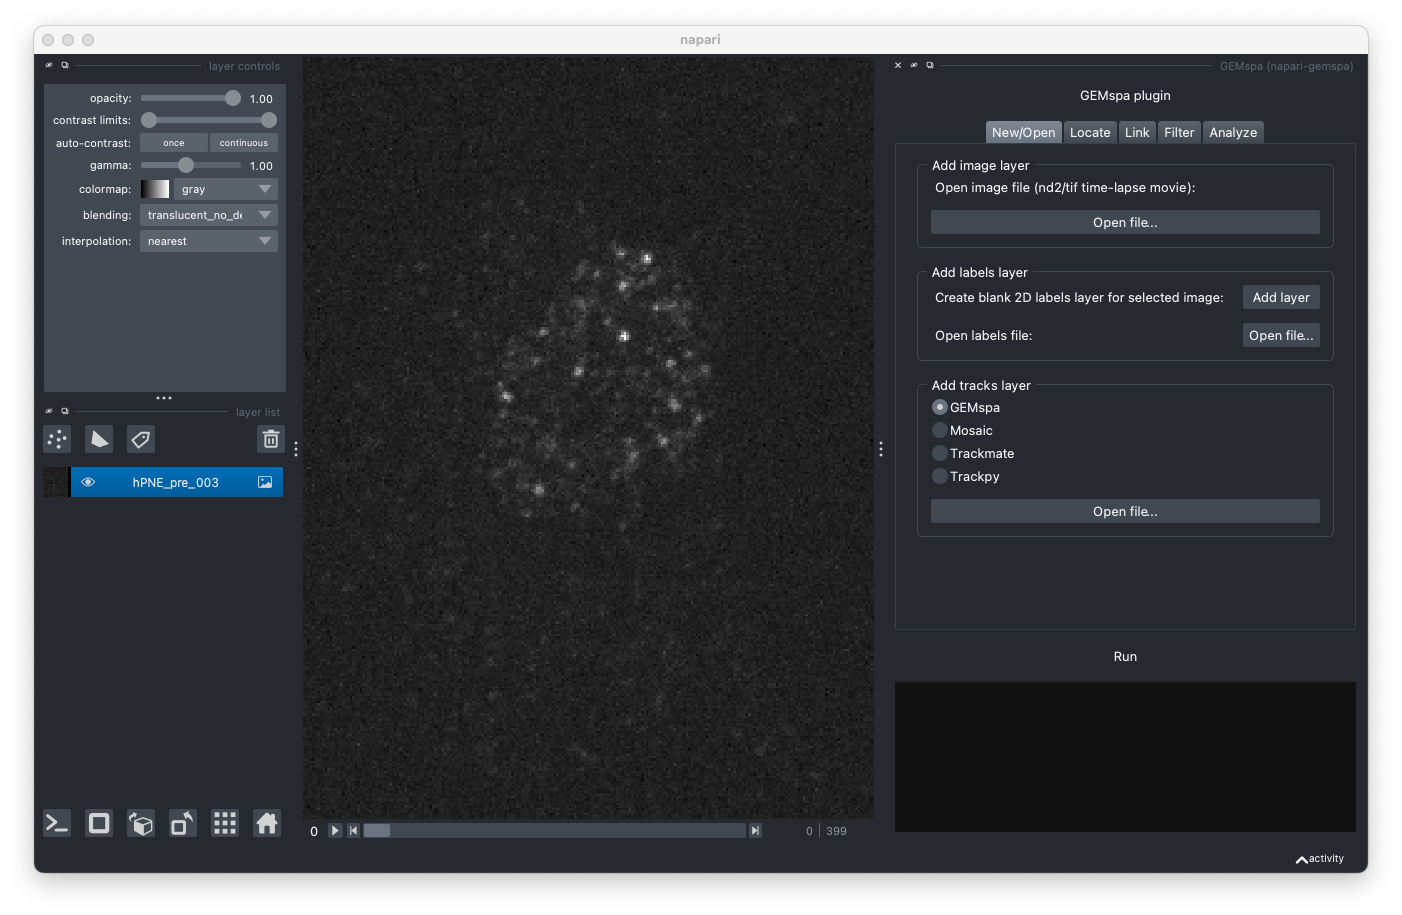 napari
layer controls
opacity: 1.00
contrast limits:
auto-contrast: once continuous
gamma: 1.00
colormap: gray
blending: translucent_no_de
interpolation: nearest
layer list
hPNE_pre_003
0
0 399
GEMspa (napari-gemspa)
GEMspa plugin
New/Open Locate Link Filter Analyze
Add image layer
Open image file (nd2/tif time-lapse movie):
Open file...
Add labels layer
Create blank 2D labels layer for selected image: Add layer
Open labels file: Open file...
Add tracks layer
GEMspa
Mosaic
Trackmate
Trackpy
Open file...
Run
activity